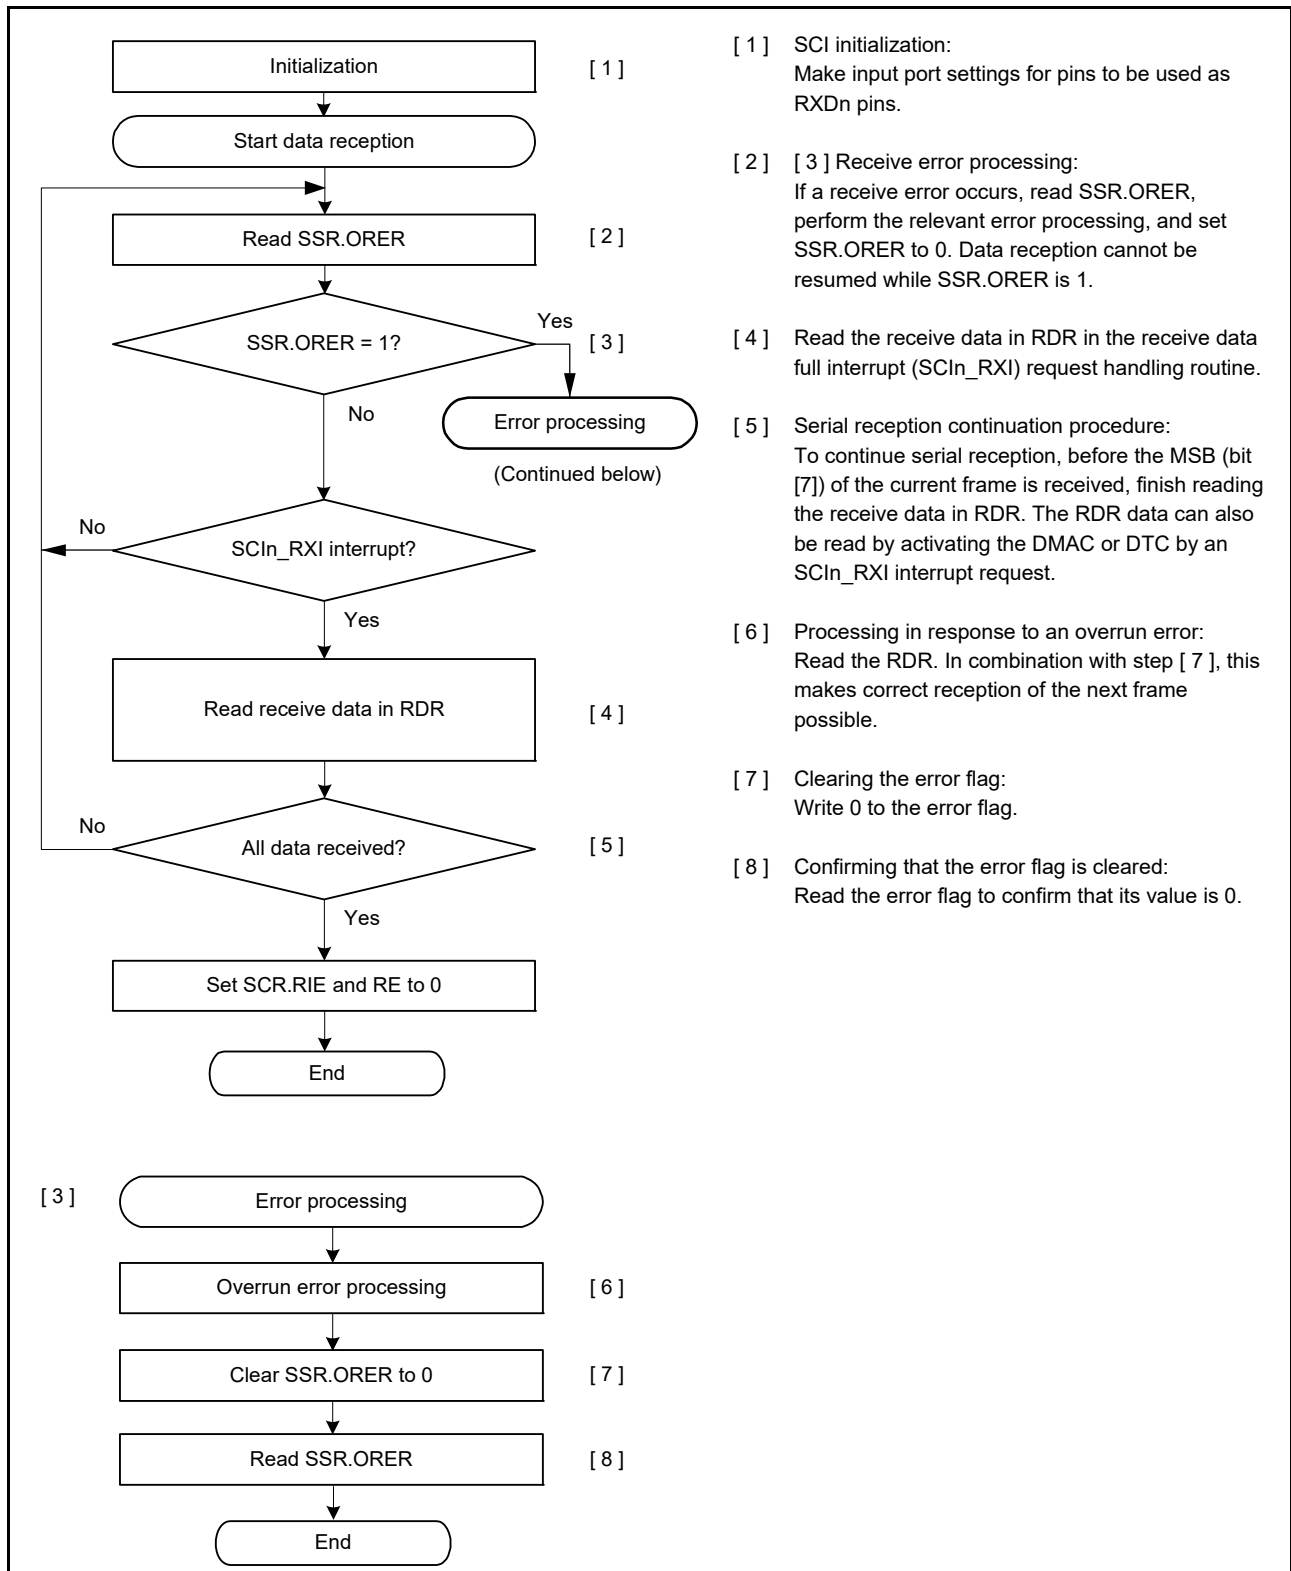 Initialization
[ 1 ]
Start data reception
Read SSR.ORER
[ 2 ]
SSR.ORER = 1?
Yes
[ 3 ]
No
Error processing
(Continued below)
No
SCIn_RXI interrupt?
Yes
Read receive data in RDR
[ 4 ]
No
All data received?
[ 5 ]
Yes
Set SCR.RIE and RE to 0
End
[ 3 ]
Error processing
Overrun error processing
[ 6 ]
Clear SSR.ORER to 0
[ 7 ]
Read SSR.ORER
[ 8 ]
End
[ 1 ] SCI initialization:
Make input port settings for pins to be used as
RXDn pins.
[ 2 ] [ 3 ] Receive error processing:
If a receive error occurs, read SSR.ORER,
perform the relevant error processing, and set
SSR.ORER to 0. Data reception cannot be
resumed while SSR.ORER is 1.
[ 4 ] Read the receive data in RDR in the receive data
full interrupt (SCIn_RXI) request handling routine.
[ 5 ] Serial reception continuation procedure:
To continue serial reception, before the MSB (bit
[7]) of the current frame is received, finish reading
the receive data in RDR. The RDR data can also
be read by activating the DMAC or DTC by an
SCIn_RXI interrupt request.
[ 6 ] Processing in response to an overrun error:
Read the RDR. In combination with step [ 7 ], this
makes correct reception of the next frame
possible.
[ 7 ] Clearing the error flag:
Write 0 to the error flag.
[ 8 ] Confirming that the error flag is cleared:
Read the error flag to confirm that its value is 0.